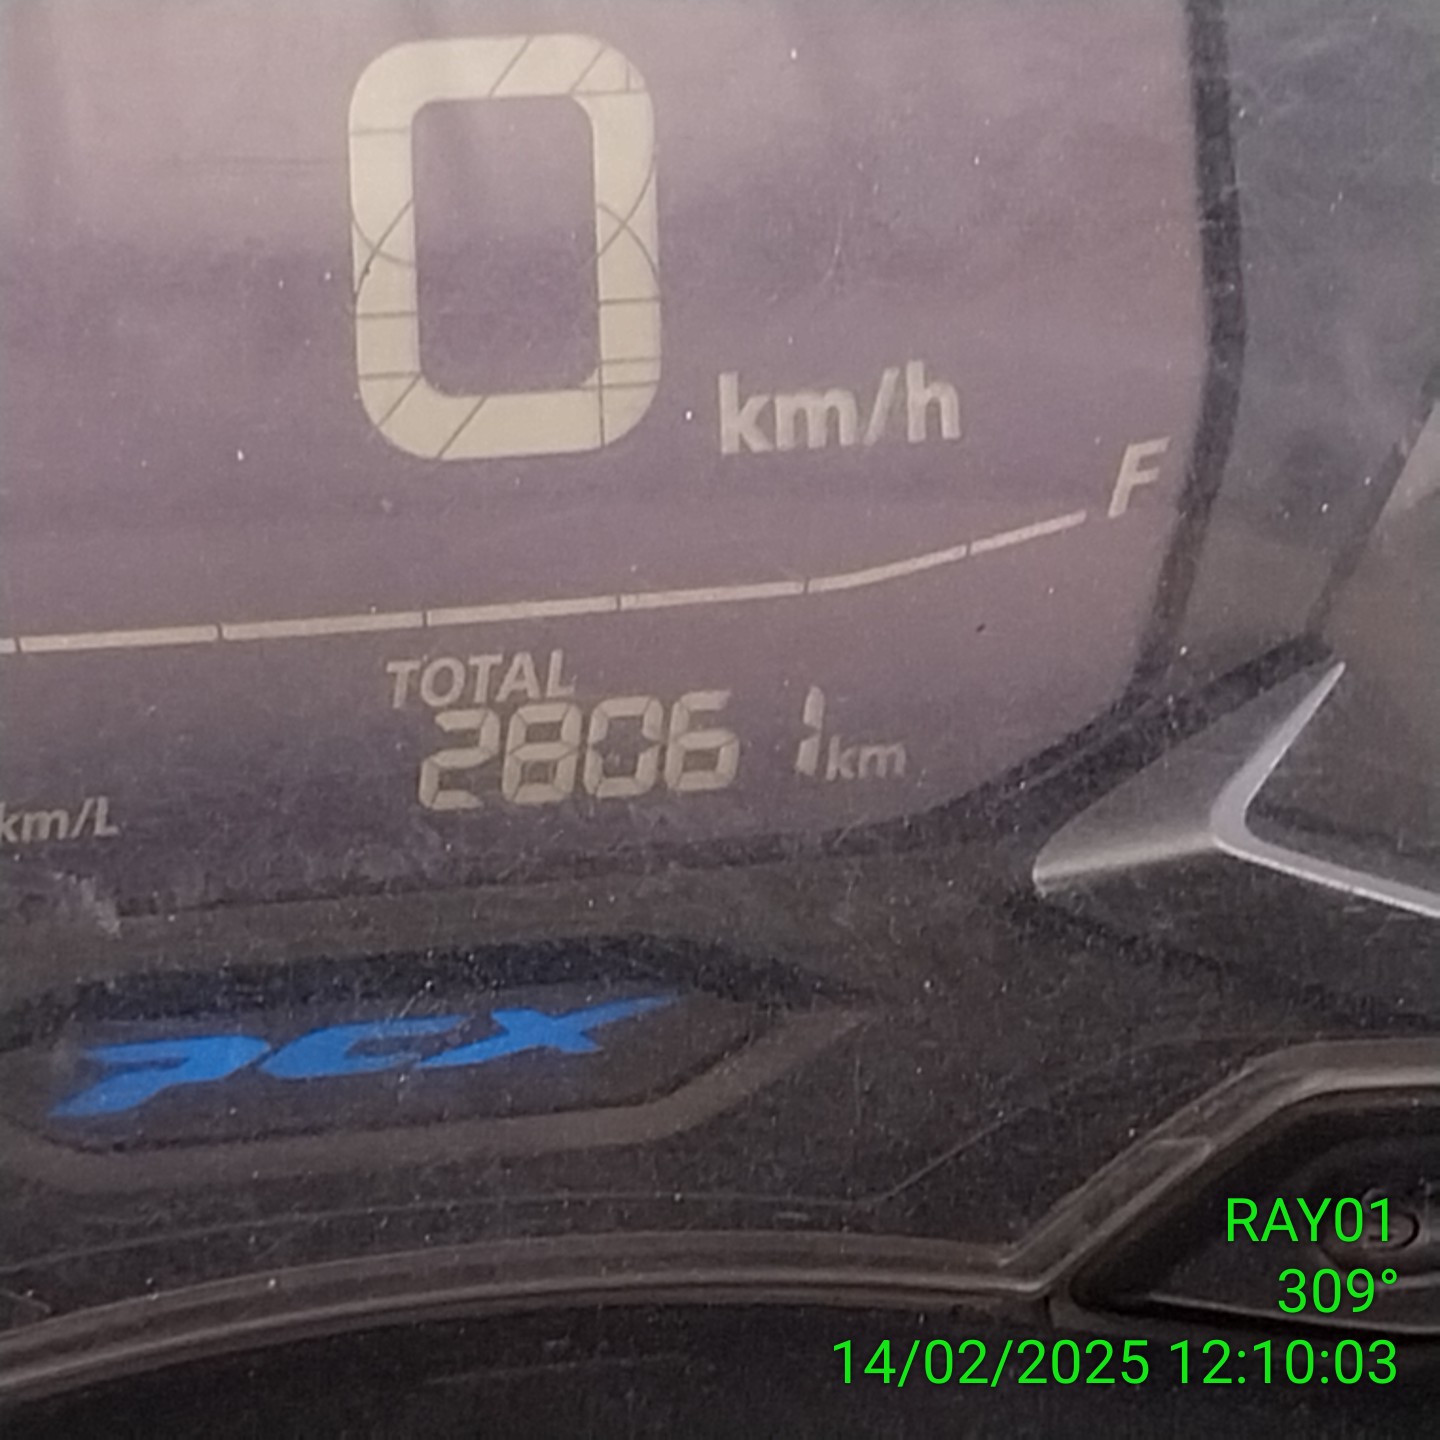 0 km/h
F
TOTAL
28061 km
km/L
PCX
RAY01
309°
14/02/2025 12:10:03